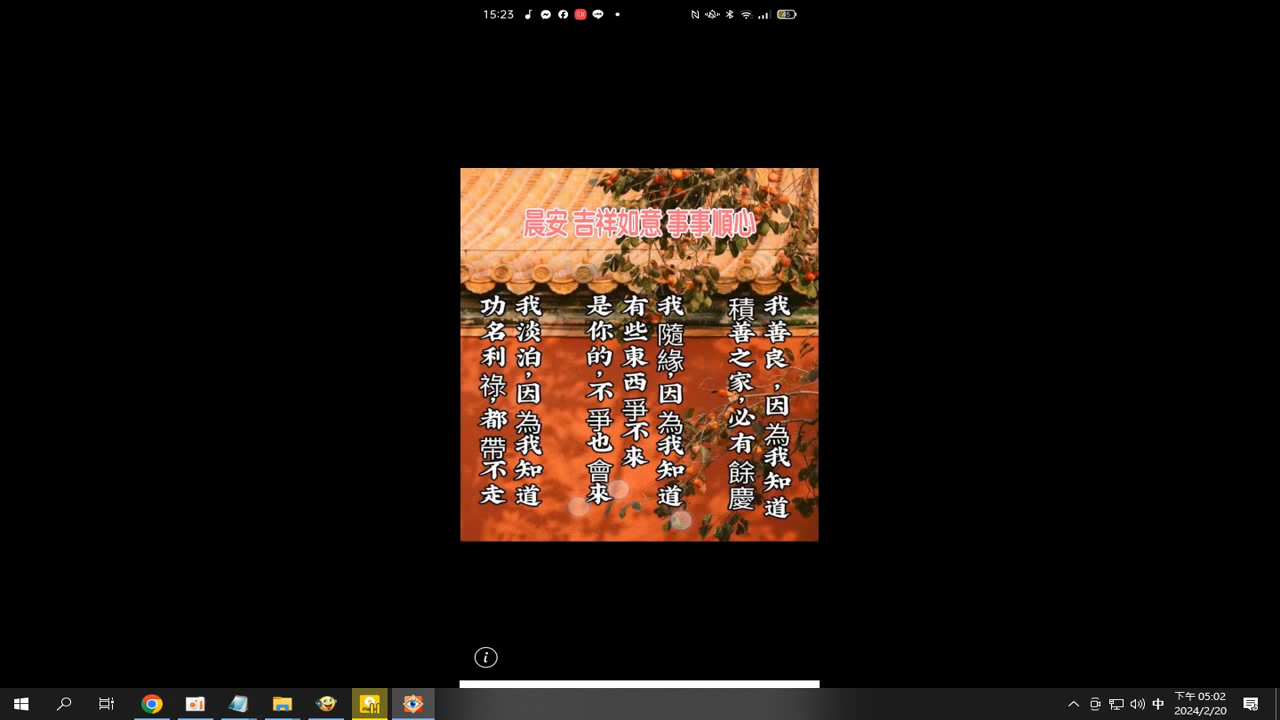 15:23
45
晨安 吉祥如意 事事順心
我善良，因為我知道
積善之家，必有餘慶
我隨緣，因為我知道
有些東西爭不來
是你的，不爭也會來
我淡泊，因為我知道
功名利祿，都帶不走
i
中
下午 05:02
2024/2/20